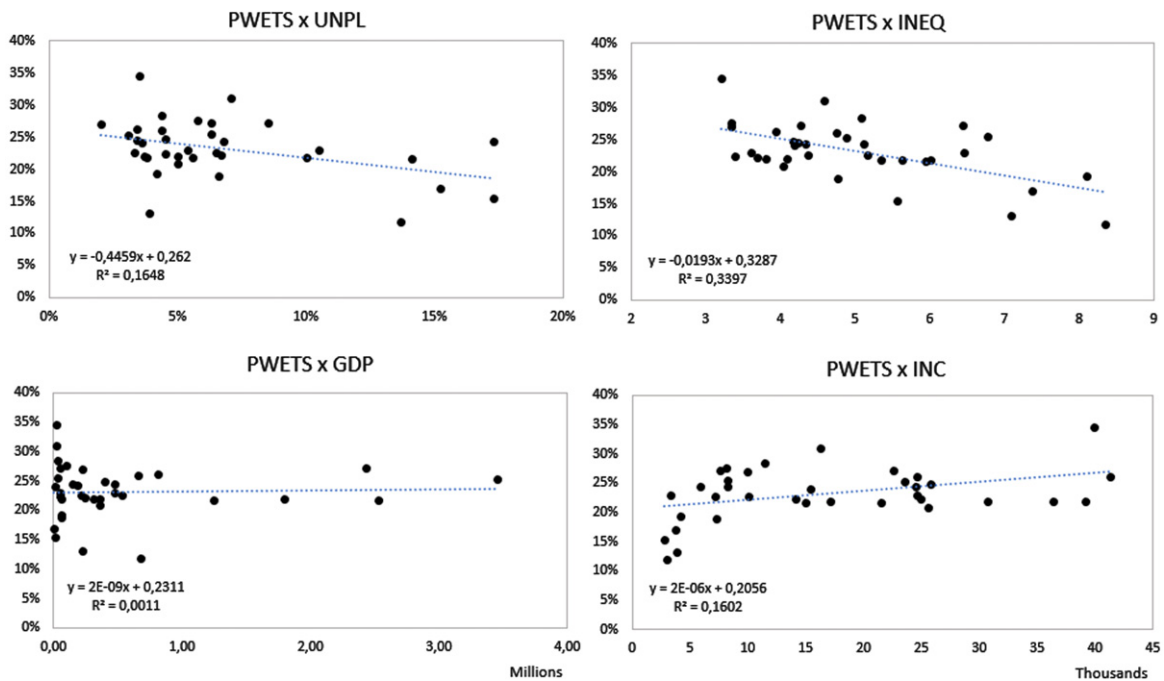 PWETS x UNPL
40%
35%
30%
25%
20%
15%
10%
5%
0%
y = -0,4459x + 0,262
R² = 0,1648
0% 5% 10% 15% 20%
PWETS x INEQ
40%
35%
30%
25%
20%
15%
10%
5%
0%
y = -0,0193x + 0,3287
R² = 0,3397
2 3 4 5 6 7 8 9
PWETS x GDP
40%
35%
30%
25%
20%
15%
10%
5%
0%
y = 2E-09x + 0,2311
R² = 0,0011
0,00 1,00 2,00 3,00 4,00
Millions
PWETS x INC
40%
35%
30%
25%
20%
15%
10%
5%
0%
y = 2E-06x + 0,2056
R² = 0,1602
0 5 10 15 20 25 30 35 40 45
Thousands